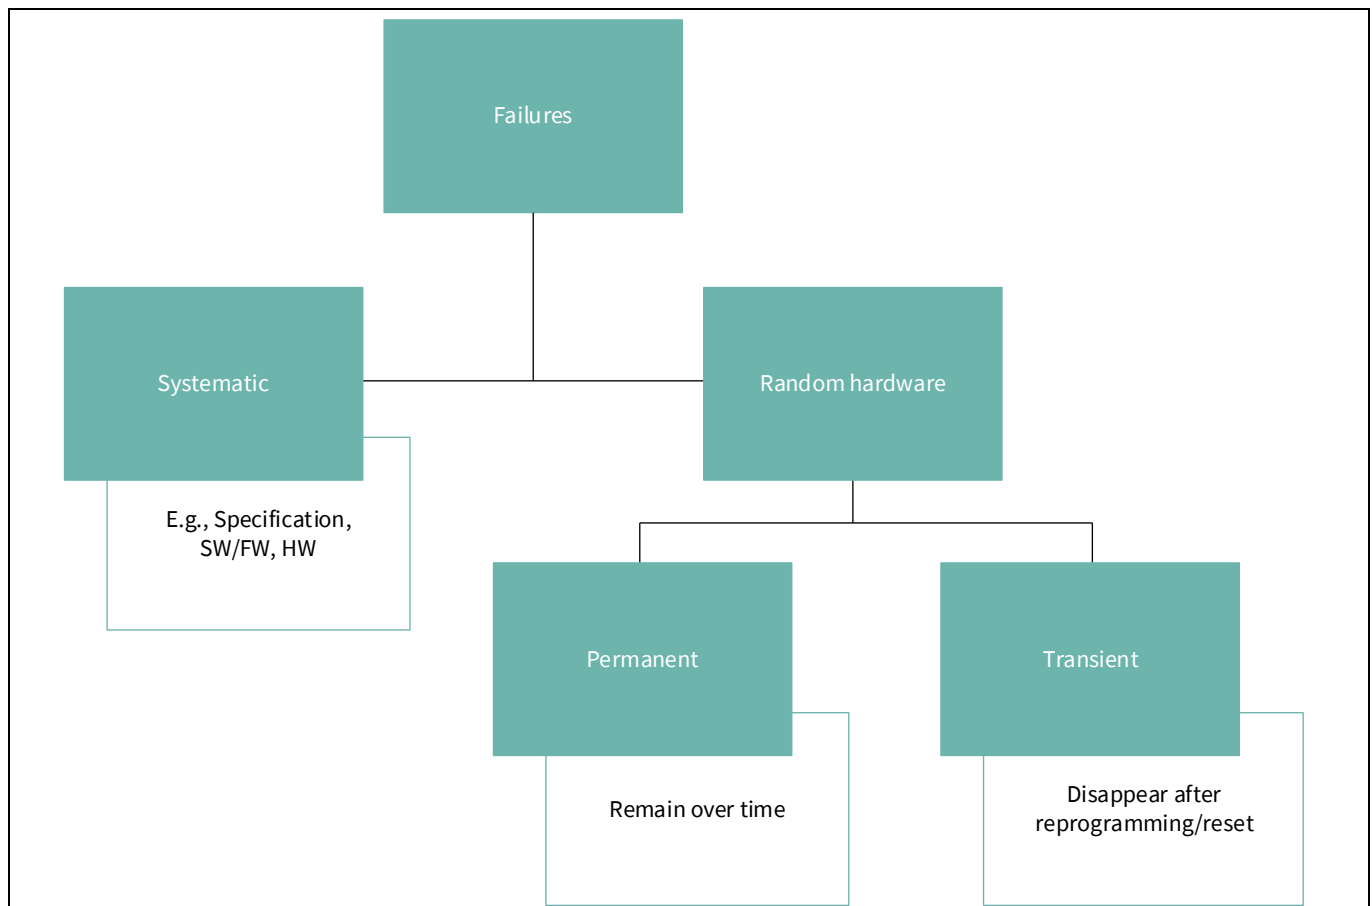 Failures
Systematic
Random hardware
E.g., Specification,
SW/FW, HW
Permanent
Transient
Remain over time
Disappear after
reprogramming/reset